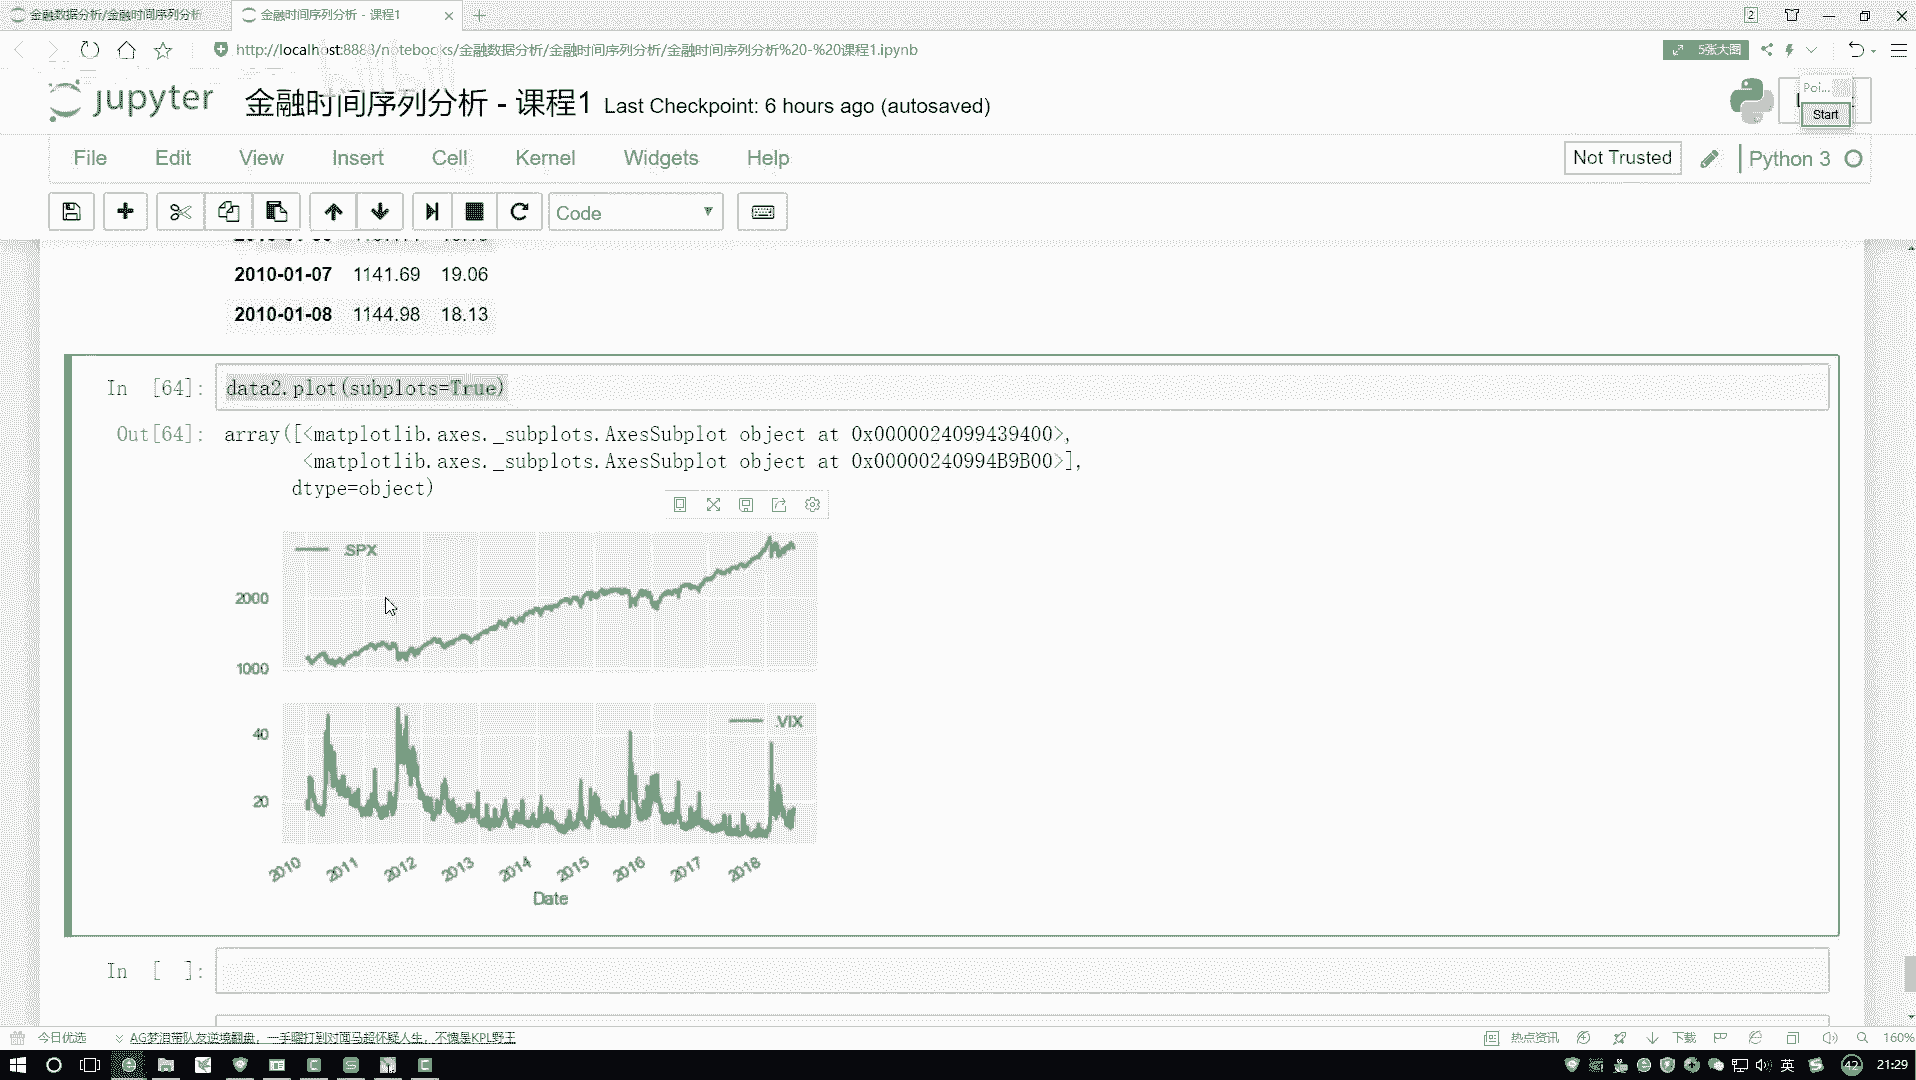 金融数据分析/金融时间序列分析
金融时间序列分析 - 课程1
2
http://localhost:8888/notebooks/金融数据分析/金融时间序列分析/金融时间序列分析%20-%20课程1.ipynb
5张大图
jupyter 金融时间序列分析 - 课程1 Last Checkpoint: 6 hours ago (autosaved)
Poi...
Start
File Edit View Insert Cell Kernel Widgets Help
Not Trusted
Python 3
Code
2010-01-07 1141.69 19.06
2010-01-08 1144.98 18.13
In [64]: data2.plot(subplots=True)
Out[64]: array([<matplotlib.axes._subplots.AxesSubplot object at 0x0000024099439400>,
<matplotlib.axes._subplots.AxesSubplot object at 0x00000240994B9B00>],
dtype=object)
.SPX
2000
1000
.VIX
40
20
2010 2011 2012 2013 2014 2015 2016 2017 2018
Date
In [ ]:
今日优选
AG梦泪带队友逆境翻盘，一手曜打到对面马超怀疑人生，不愧是KPL野王
热点资讯
下载
160%
英
42
21:29